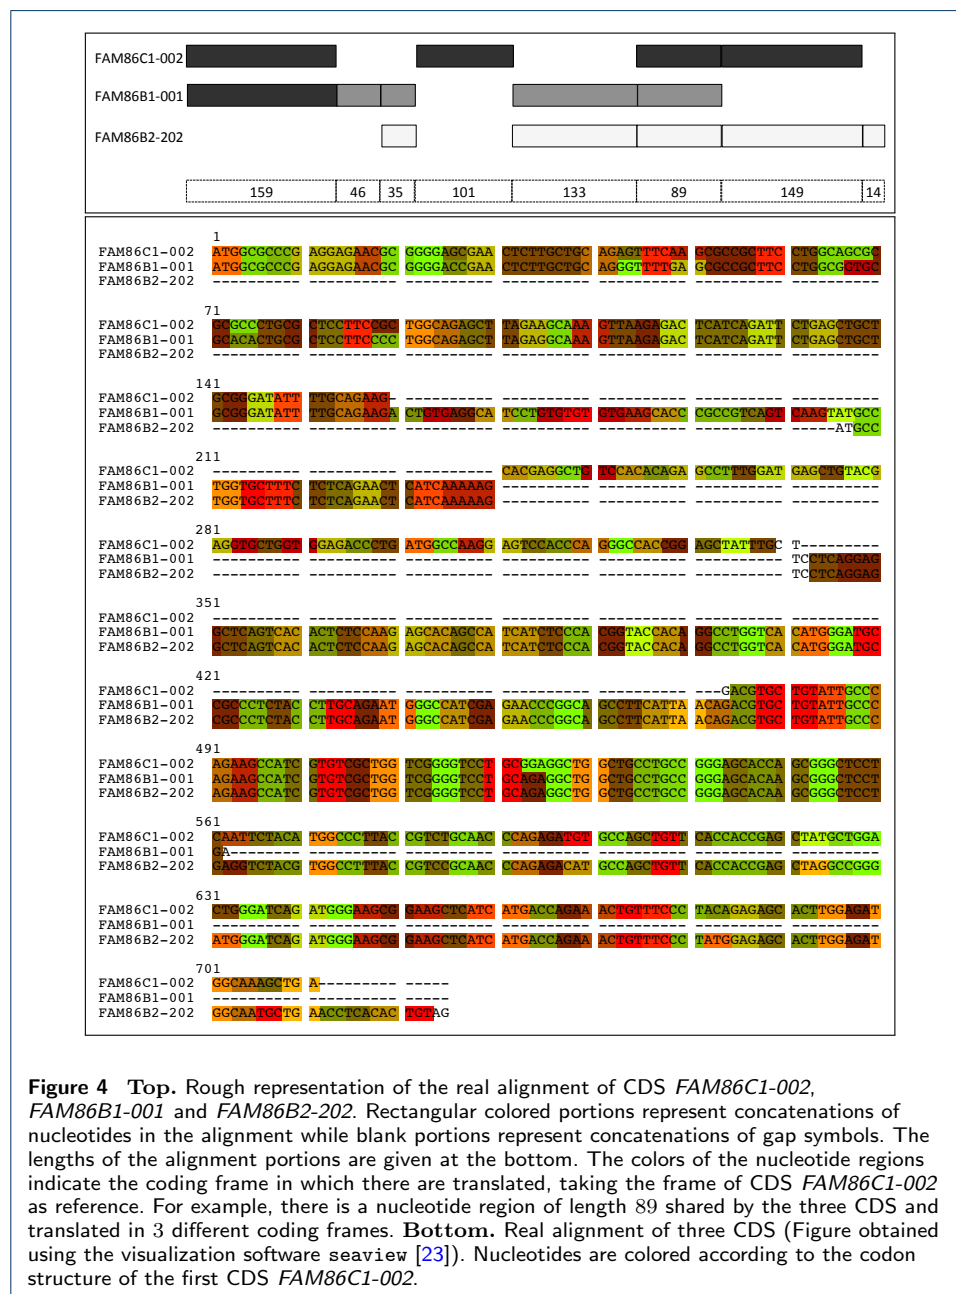 FAM86C1-002
FAM86B1-001
FAM86B2-202
159 46 35 101 133 89 149 14
1
FAM86C1-002 ATGGCGCCCG AGGAGAACGC GGGGAGCGAA CTCTTGCTGC AGAGTTTCAA GCGCCGCTTC CTGGCAGCGC
FAM86B1-001 ATGGCGCCCG AGGAGAACGC GGGGACCGAA CTCTTGCTGC AGGGTTTTGA GCGCCGCTTC CTGGCGCTGC
FAM86B2-202 ---------- ---------- ---------- ---------- ---------- ---------- ----------
71
FAM86C1-002 GCGCCCTGCG CTCCTTCCGC TGGCAGAGCT TAGAAGCAAA GTTAAGAGAC TCATCAGATT CTGAGCTGCT
FAM86B1-001 GCACACTGCG CTCCTTCCCC TGGCAGAGCT TAGAGGCAAA GTTAAGAGAC TCATCAGATT CTGAGCTGCT
FAM86B2-202 ---------- ---------- ---------- ---------- ---------- ---------- ----------
141
FAM86C1-002 GCGGGATATT TTGCAGAAG- ---------- ---------- ---------- ---------- ----------
FAM86B1-001 GCGGGATATT TTGCAGAAGA CTGTGAGGCA TCCTGTGTGT GTGAAGCACC CGCCGTCAGT CAAGTATGCC
FAM86B2-202 ---------- ---------- ---------- ---------- ---------- ---------- ------ATGCC
211
FAM86C1-002 ---------- ---------- ---------- CACGAGGCTG TCCACACAGA GCCTTTGGAT GAGCTGTACG
FAM86B1-001 TGGTGCTTTC TCTCAGAACT CATCAAAAAG ---------- ---------- ---------- ----------
FAM86B2-202 TGGTGCTTTC TCTCAGAACT CATCAAAAAG ---------- ---------- ---------- ----------
281
FAM86C1-002 AGGTGCTGGT GGAGACCCTG ATGGCCAAGG AGTCCACCCA GGGCCACCGG AGCTATTTGC T---------
FAM86B1-001 ---------- ---------- ---------- ---------- ---------- ---------- TCCTCAGGAG
FAM86B2-202 ---------- ---------- ---------- ---------- ---------- ---------- TCCTCAGGAG
351
FAM86C1-002 ---------- ---------- ---------- ---------- ---------- ---------- ----------
FAM86B1-001 GCTCAGTCAC ACTCTCCAAG AGCACAGCCA TCATCTCCCA CGGTACCACA GGCCTGGTCA CATGGGATGC
FAM86B2-202 GCTCAGTCAC ACTCTCCAAG AGCACAGCCA TCATCTCCCA CGGTACCACA GGCCTGGTCA CATGGGATGC
421
FAM86C1-002 ---------- ---------- ---------- ---------- ---------- ---GACGTGC TGTATTGCCC
FAM86B1-001 CGCCCTCTAC CTTGCAGAAT GGGCCATCGA GAACCCGGCA GCCTTCATTA ACAGACGTGC TGTATTGCCC
FAM86B2-202 CGCCCTCTAC CTTGCAGAAT GGGCCATCGA GAACCCGGCA GCCTTCATTA ACAGACGTGC TGTATTGCCC
491
FAM86C1-002 AGAAGCCATC GTGTCGCTGG TCGGGGTCCT GCGGAGGCTG GCTGCCTGCC GGGAGCACCA GCGGGCTCCT
FAM86B1-001 AGAAGCCATC GTGTCGCTGG TCGGGGTCCT GCAGAGGCTGG CTGCCTGCC GGGAGCACAA GCGGGCTCCT
FAM86B2-202 AGAAGCCATC GTGTCGCTGG TCGGGGTCCT GCAGAGGCTGG CTGCCTGCC GGGAGCACAA GCGGGCTCCT
561
FAM86C1-002 CAATTCTACA TGGCCCTTAC CGTCTGCAAC CCAGAGATGT GCCAGCTGTT CACCACCGAG CTATGCTGGA
FAM86B1-001 GA-------- ---------- ---------- ---------- ---------- ---------- ----------
FAM86B2-202 GAGGTCTACG TGGCCTTTAC CGTCCGCAAC CCAGAGACAT GCCAGCTGTT CACCACCGAG CTAGGCCGGG
631
FAM86C1-002 CTGGGATCAG ATGGGAAGCG GAAGCTCATC ATGACCAGAA ACTGTTTCCC TACAGAGAGC ACTTGGAGAT
FAM86B1-001 ---------- ---------- ---------- ---------- ---------- ---------- ----------
FAM86B2-202 ATGGGATCAG ATGGGAAGCG GAAGCTCATC ATGACCAGAA ACTGTTTCCC TATGGAGAGC ACTTGGAGAT
701
FAM86C1-002 GGCAAAGCTG A--------- -----
FAM86B1-001 ---------- ---------- -----
FAM86B2-202 GGCAATGCTG AACCTCACAC TGTAG
Figure 4 Top. Rough representation of the real alignment of CDS FAM86C1-002,
FAM86B1-001 and FAM86B2-202. Rectangular colored portions represent concatenations of
nucleotides in the alignment while blank portions represent concatenations of gap symbols. The
lengths of the alignment portions are given at the bottom. The colors of the nucleotide regions
indicate the coding frame in which there are translated, taking the frame of CDS FAM86C1-002
as reference. For example, there is a nucleotide region of length 89 shared by the three CDS and
translated in 3 different coding frames. Bottom. Real alignment of three CDS (Figure obtained
using the visualization software seaview [23]). Nucleotides are colored according to the codon
structure of the first CDS FAM86C1-002.